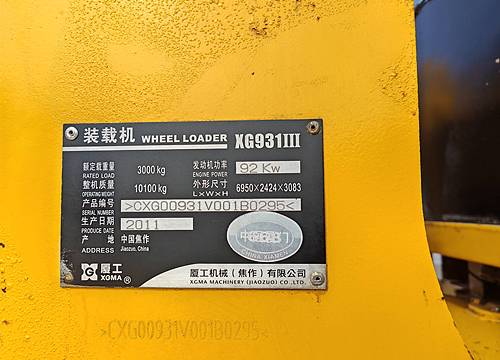 装载机 WHEEL LOADER XG931III
额定载重量 3000 kg 发动机功率 92 Kw
RATED LOAD ENGINE POWER
整机质量 10100 kg 外形尺寸 6950×2424×3083
OPERATING WEIGHT L×W×H
产品编号 >CXG00931V001B0295<
SERIAL NUMBER
生产日期 2011
PRODUCE DATE
产 地 中国焦作
ADDRESS Jiaozuo, China
CHINA XIAMEN
厦工 XGMA ® 厦工机械(焦作)有限公司
XGMA MACHINERY (JIAOZUO) CO.,LTD.
>CXG00931V001B0295<